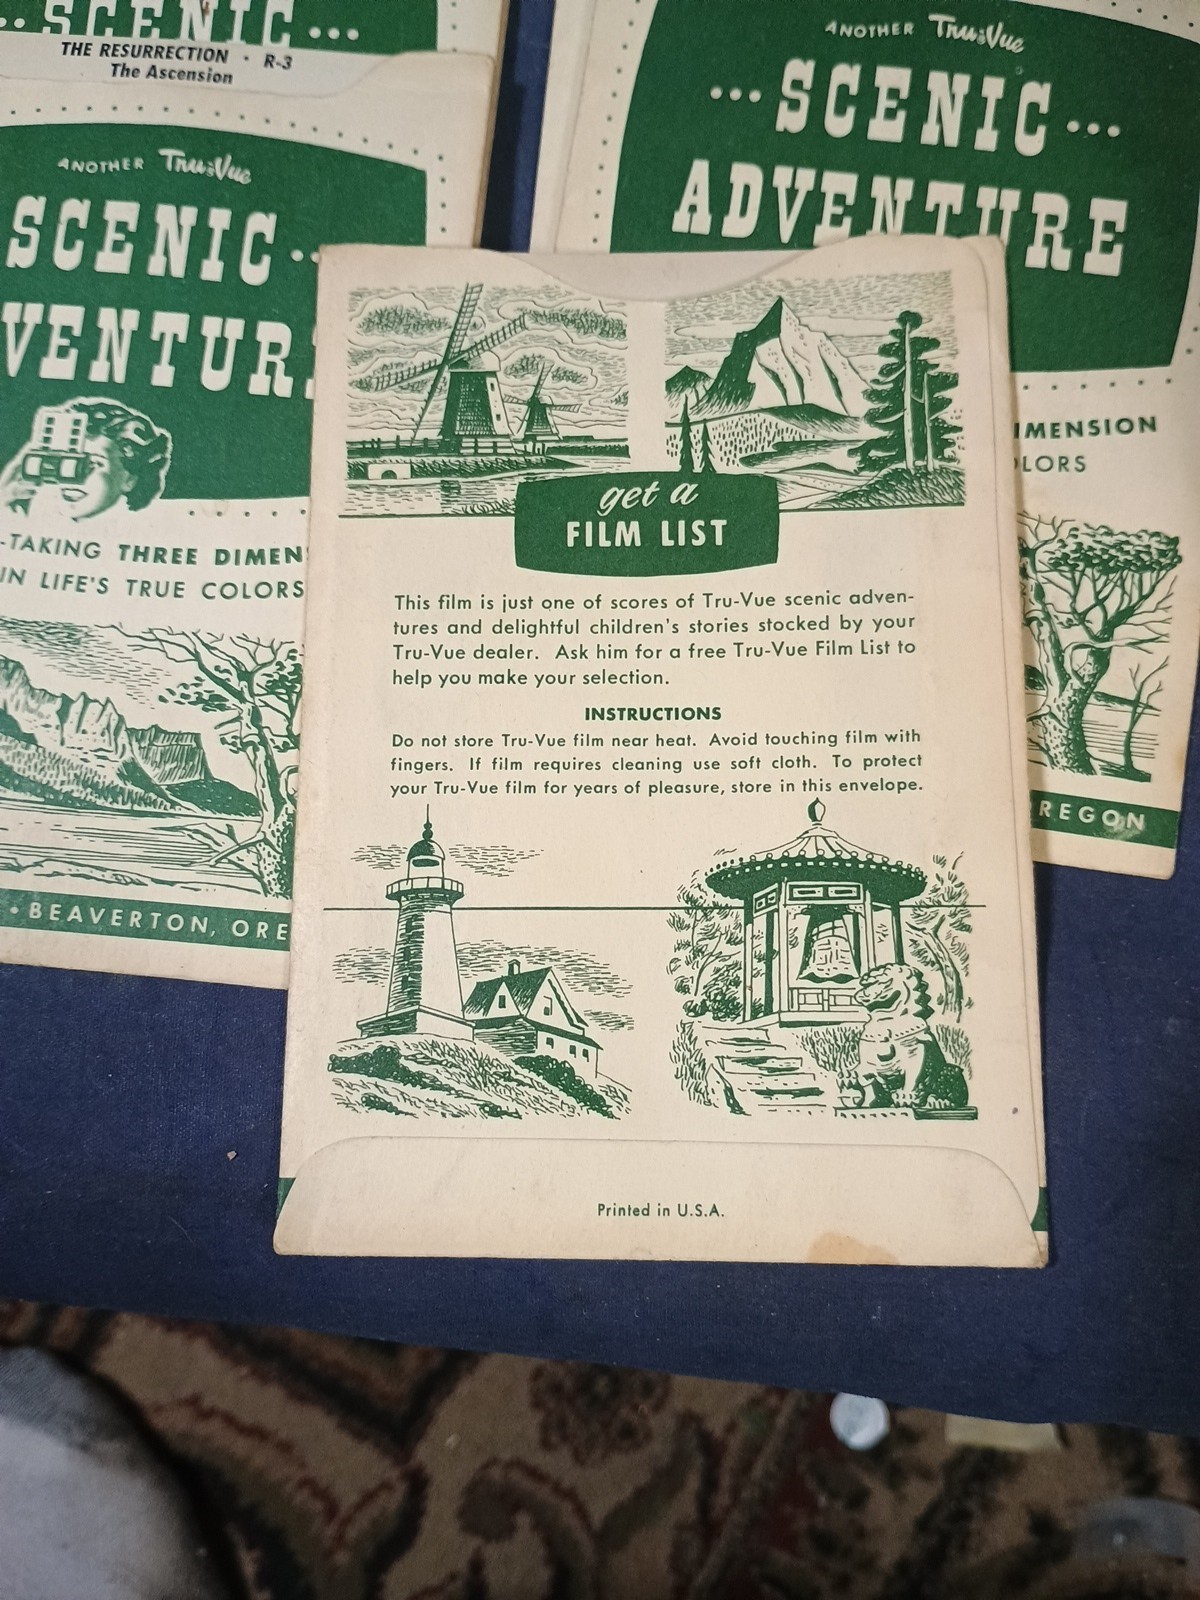 ··· SCENIC ···
THE RESURRECTION · R-3
The Ascension
ANOTHER Tru-Vue
SCENIC ··
VENTUR
-TAKING THREE DIMENS
IN LIFE'S TRUE COLORS
• BEAVERTON, ORE
ANOTHER Tru-Vue
··· SCENIC ···
ADVENTURE
IMENSION
OLORS
REGON
get a
FILM LIST
This film is just one of scores of Tru-Vue scenic adven-
tures and delightful children's stories stocked by your
Tru-Vue dealer. Ask him for a free Tru-Vue Film List to
help you make your selection.
INSTRUCTIONS
Do not store Tru-Vue film near heat. Avoid touching film with
fingers. If film requires cleaning use soft cloth. To protect
your Tru-Vue film for years of pleasure, store in this envelope.
Printed in U.S.A.